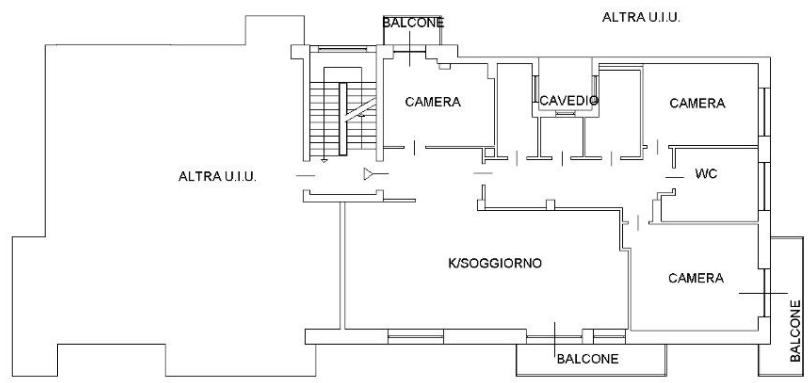 ALTRA U.I.U.
BALCONE
CAMERA
CAVEDIO
CAMERA
ALTRA U.I.U.
WC
K/SOGGIORNO
CAMERA
BALCONE
BALCONE